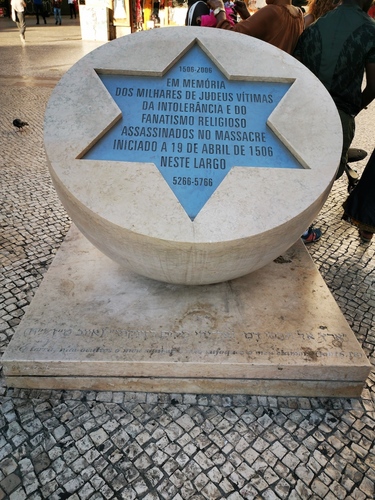 1506-2006
EM MEMÓRIA
DOS MILHARES DE JUDEUS VÍTIMAS
DA INTOLERÂNCIA E DO
FANATISMO RELIGIOSO
ASSASSINADOS NO MASSACRE
INICIADO A 19 DE ABRIL DE 1506
NESTE LARGO
5266-5766